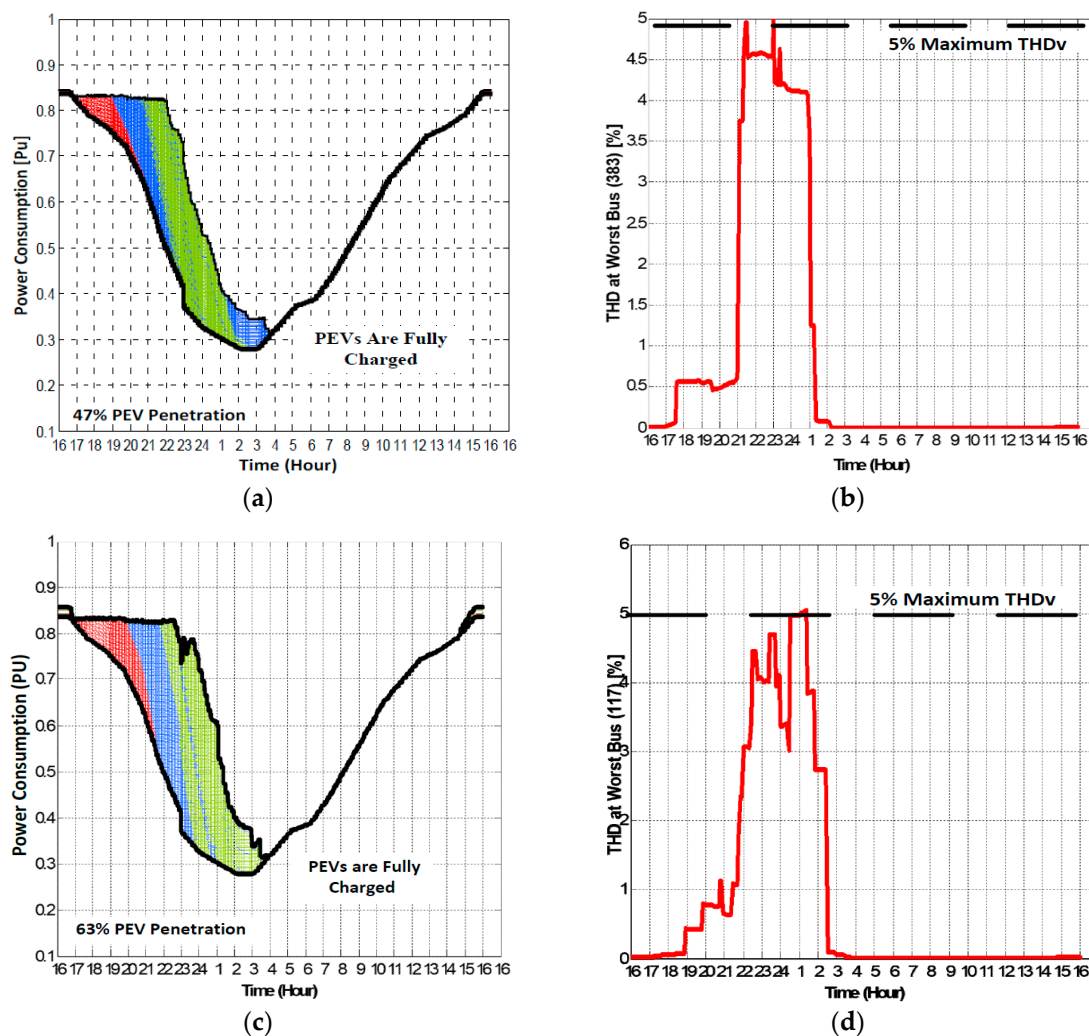 (a)
Power Consumption [Pu]
1
0.9
0.8
0.7
0.6
0.5
0.4
0.3
0.2
0.1
PEVs Are Fully
Charged
47% PEV Penetration
16 17 18 19 20 21 22 23 24 1 2 3 4 5 6 7 8 9 10 11 12 13 14 15 16 16
Time (Hour)
(b)
THD at Worst Bus (383) [%]
5
4.5
4
3.5
3
2.5
2
1.5
1
0.5
0
5% Maximum THDv
16 17 18 19 20 21 22 23 24 1 2 3 4 5 6 7 8 9 10 11 12 13 14 15 16
Time (Hour)
(c)
Power Consumption (PU)
1
0.9
0.8
0.7
0.6
0.5
0.4
0.3
0.2
0.1
PEVs are Fully
Charged
63% PEV Penetration
16 17 18 19 20 21 22 23 24 1 2 3 4 5 6 7 8 9 10 11 12 13 14 15 16 16
Time (Hour)
(d)
THD at Worst Bus (117) [%]
6
5
4
3
2
1
0
5% Maximum THDv
16 17 18 19 20 21 22 23 24 1 2 3 4 5 6 7 8 9 10 11 12 13 14 15 16
Time (Hour)